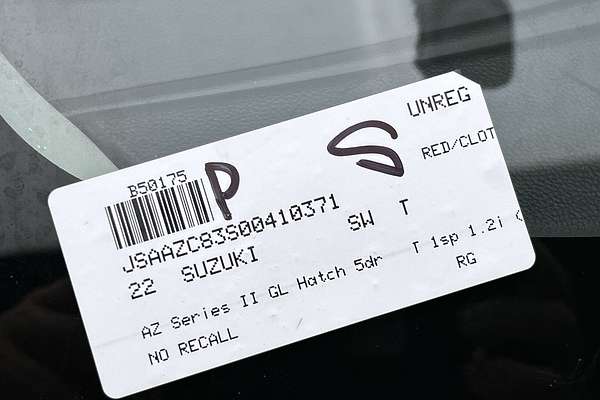 UNREG
B50175 P S RED/CLOT
JSAAZC83S00410371
22 SUZUKI SW T
AZ Series II GL Hatch 5dr T 1sp 1.2i
NO RECALL RG